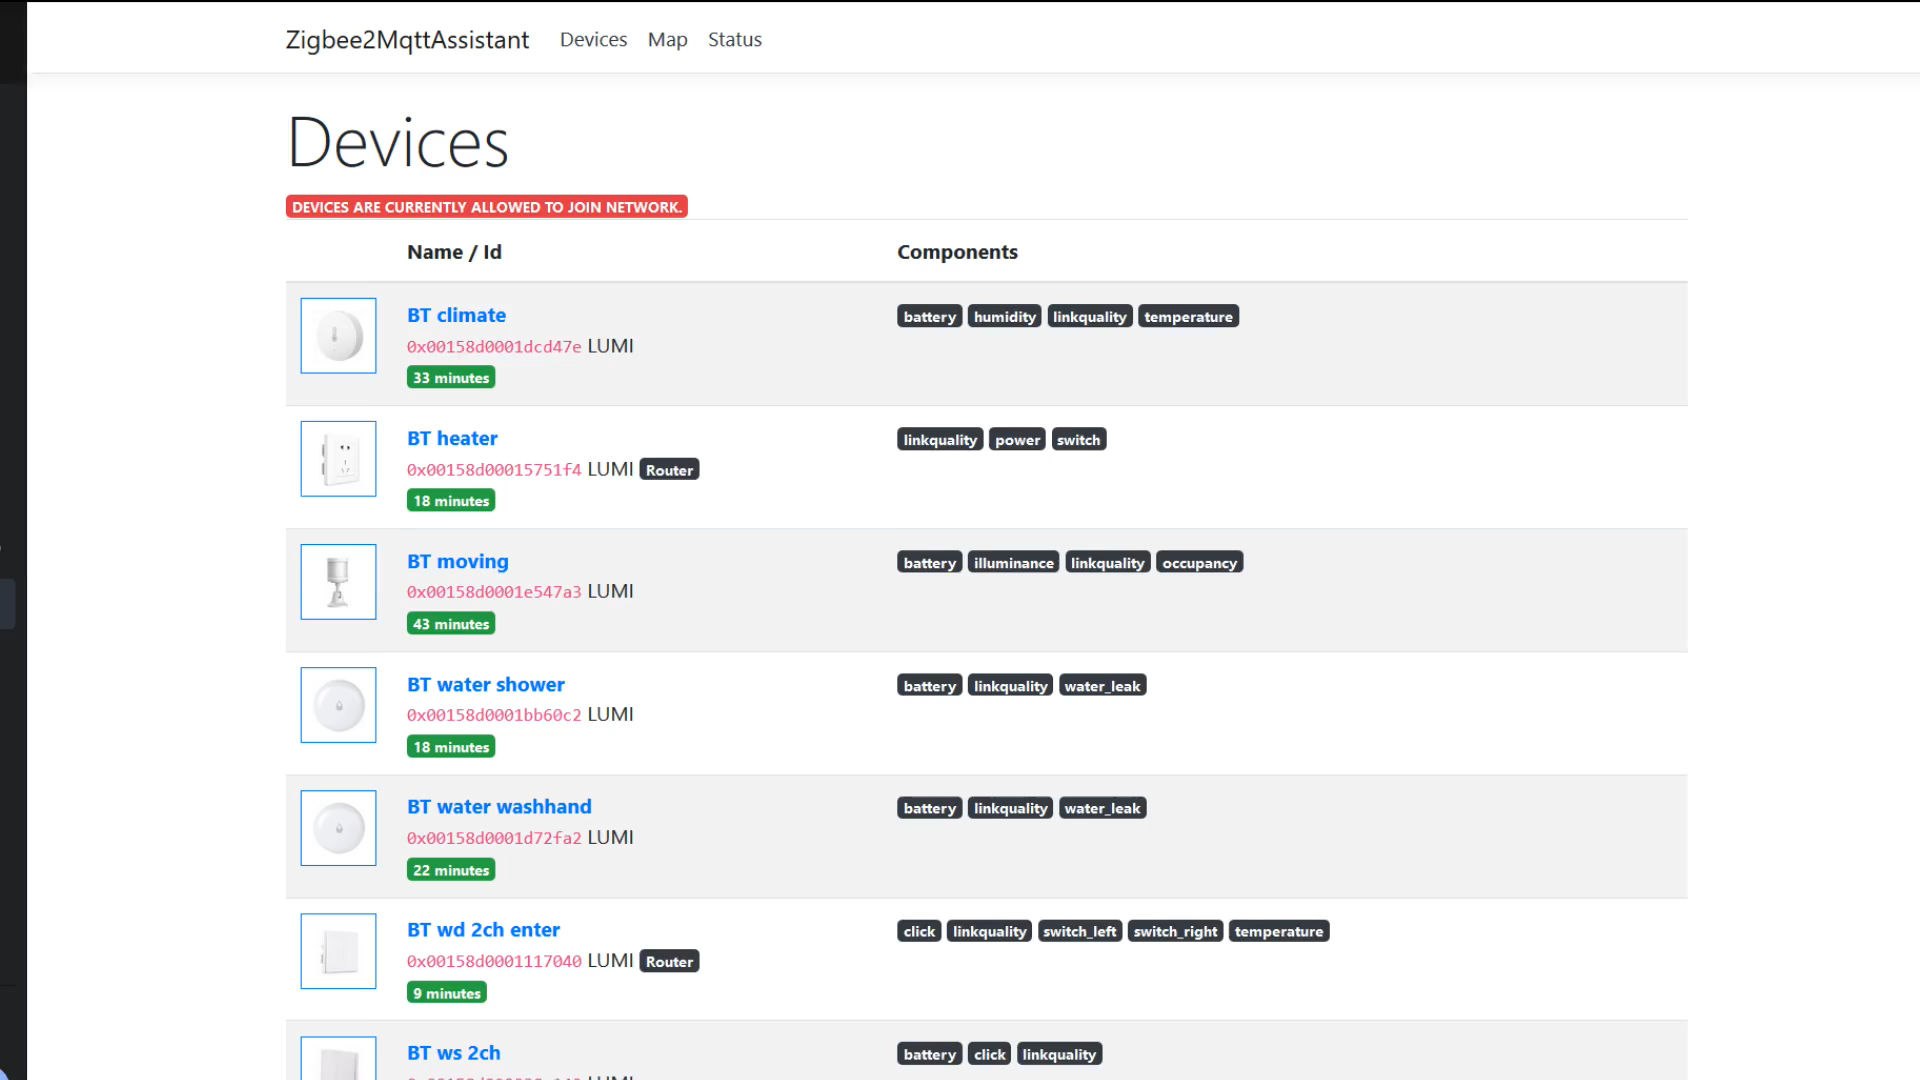 Zigbee2MqttAssistant Devices Map Status
Devices
DEVICES ARE CURRENTLY ALLOWED TO JOIN NETWORK.
Name / Id Components
BT climate battery humidity linkquality temperature
0x00158d0001dcd47e LUMI
33 minutes
BT heater linkquality power switch
0x00158d00015751f4 LUMI Router
18 minutes
BT moving battery illuminance linkquality occupancy
0x00158d0001e547a3 LUMI
43 minutes
BT water shower battery linkquality water_leak
0x00158d0001bb60c2 LUMI
18 minutes
BT water washhand battery linkquality water_leak
0x00158d0001d72fa2 LUMI
22 minutes
BT wd 2ch enter click linkquality switch_left switch_right temperature
0x00158d0001117040 LUMI Router
9 minutes
BT ws 2ch battery click linkquality
LUMI